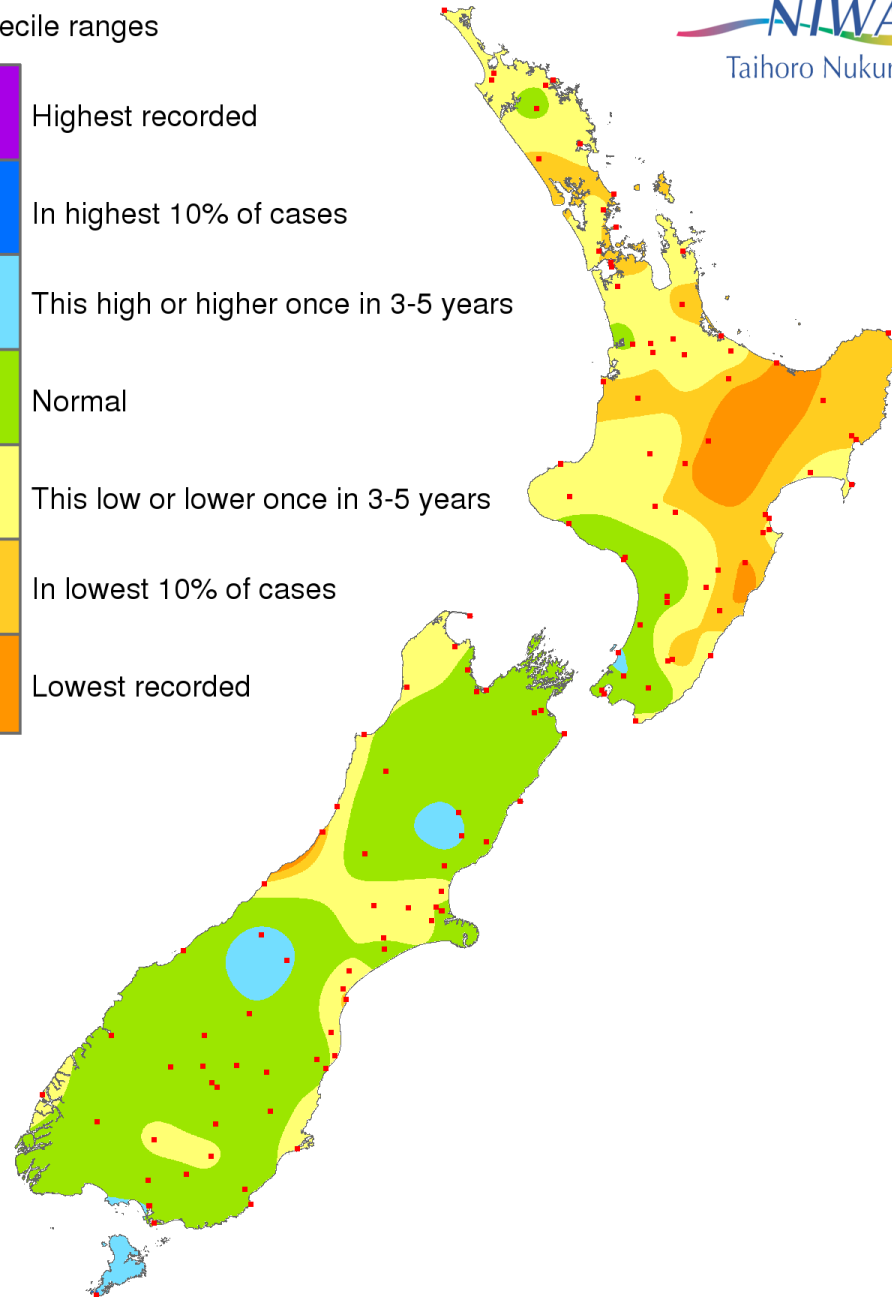 ecile ranges
NIWA
Taihoro Nukur
Highest recorded
In highest 10% of cases
This high or higher once in 3-5 years
Normal
This low or lower once in 3-5 years
In lowest 10% of cases
Lowest recorded